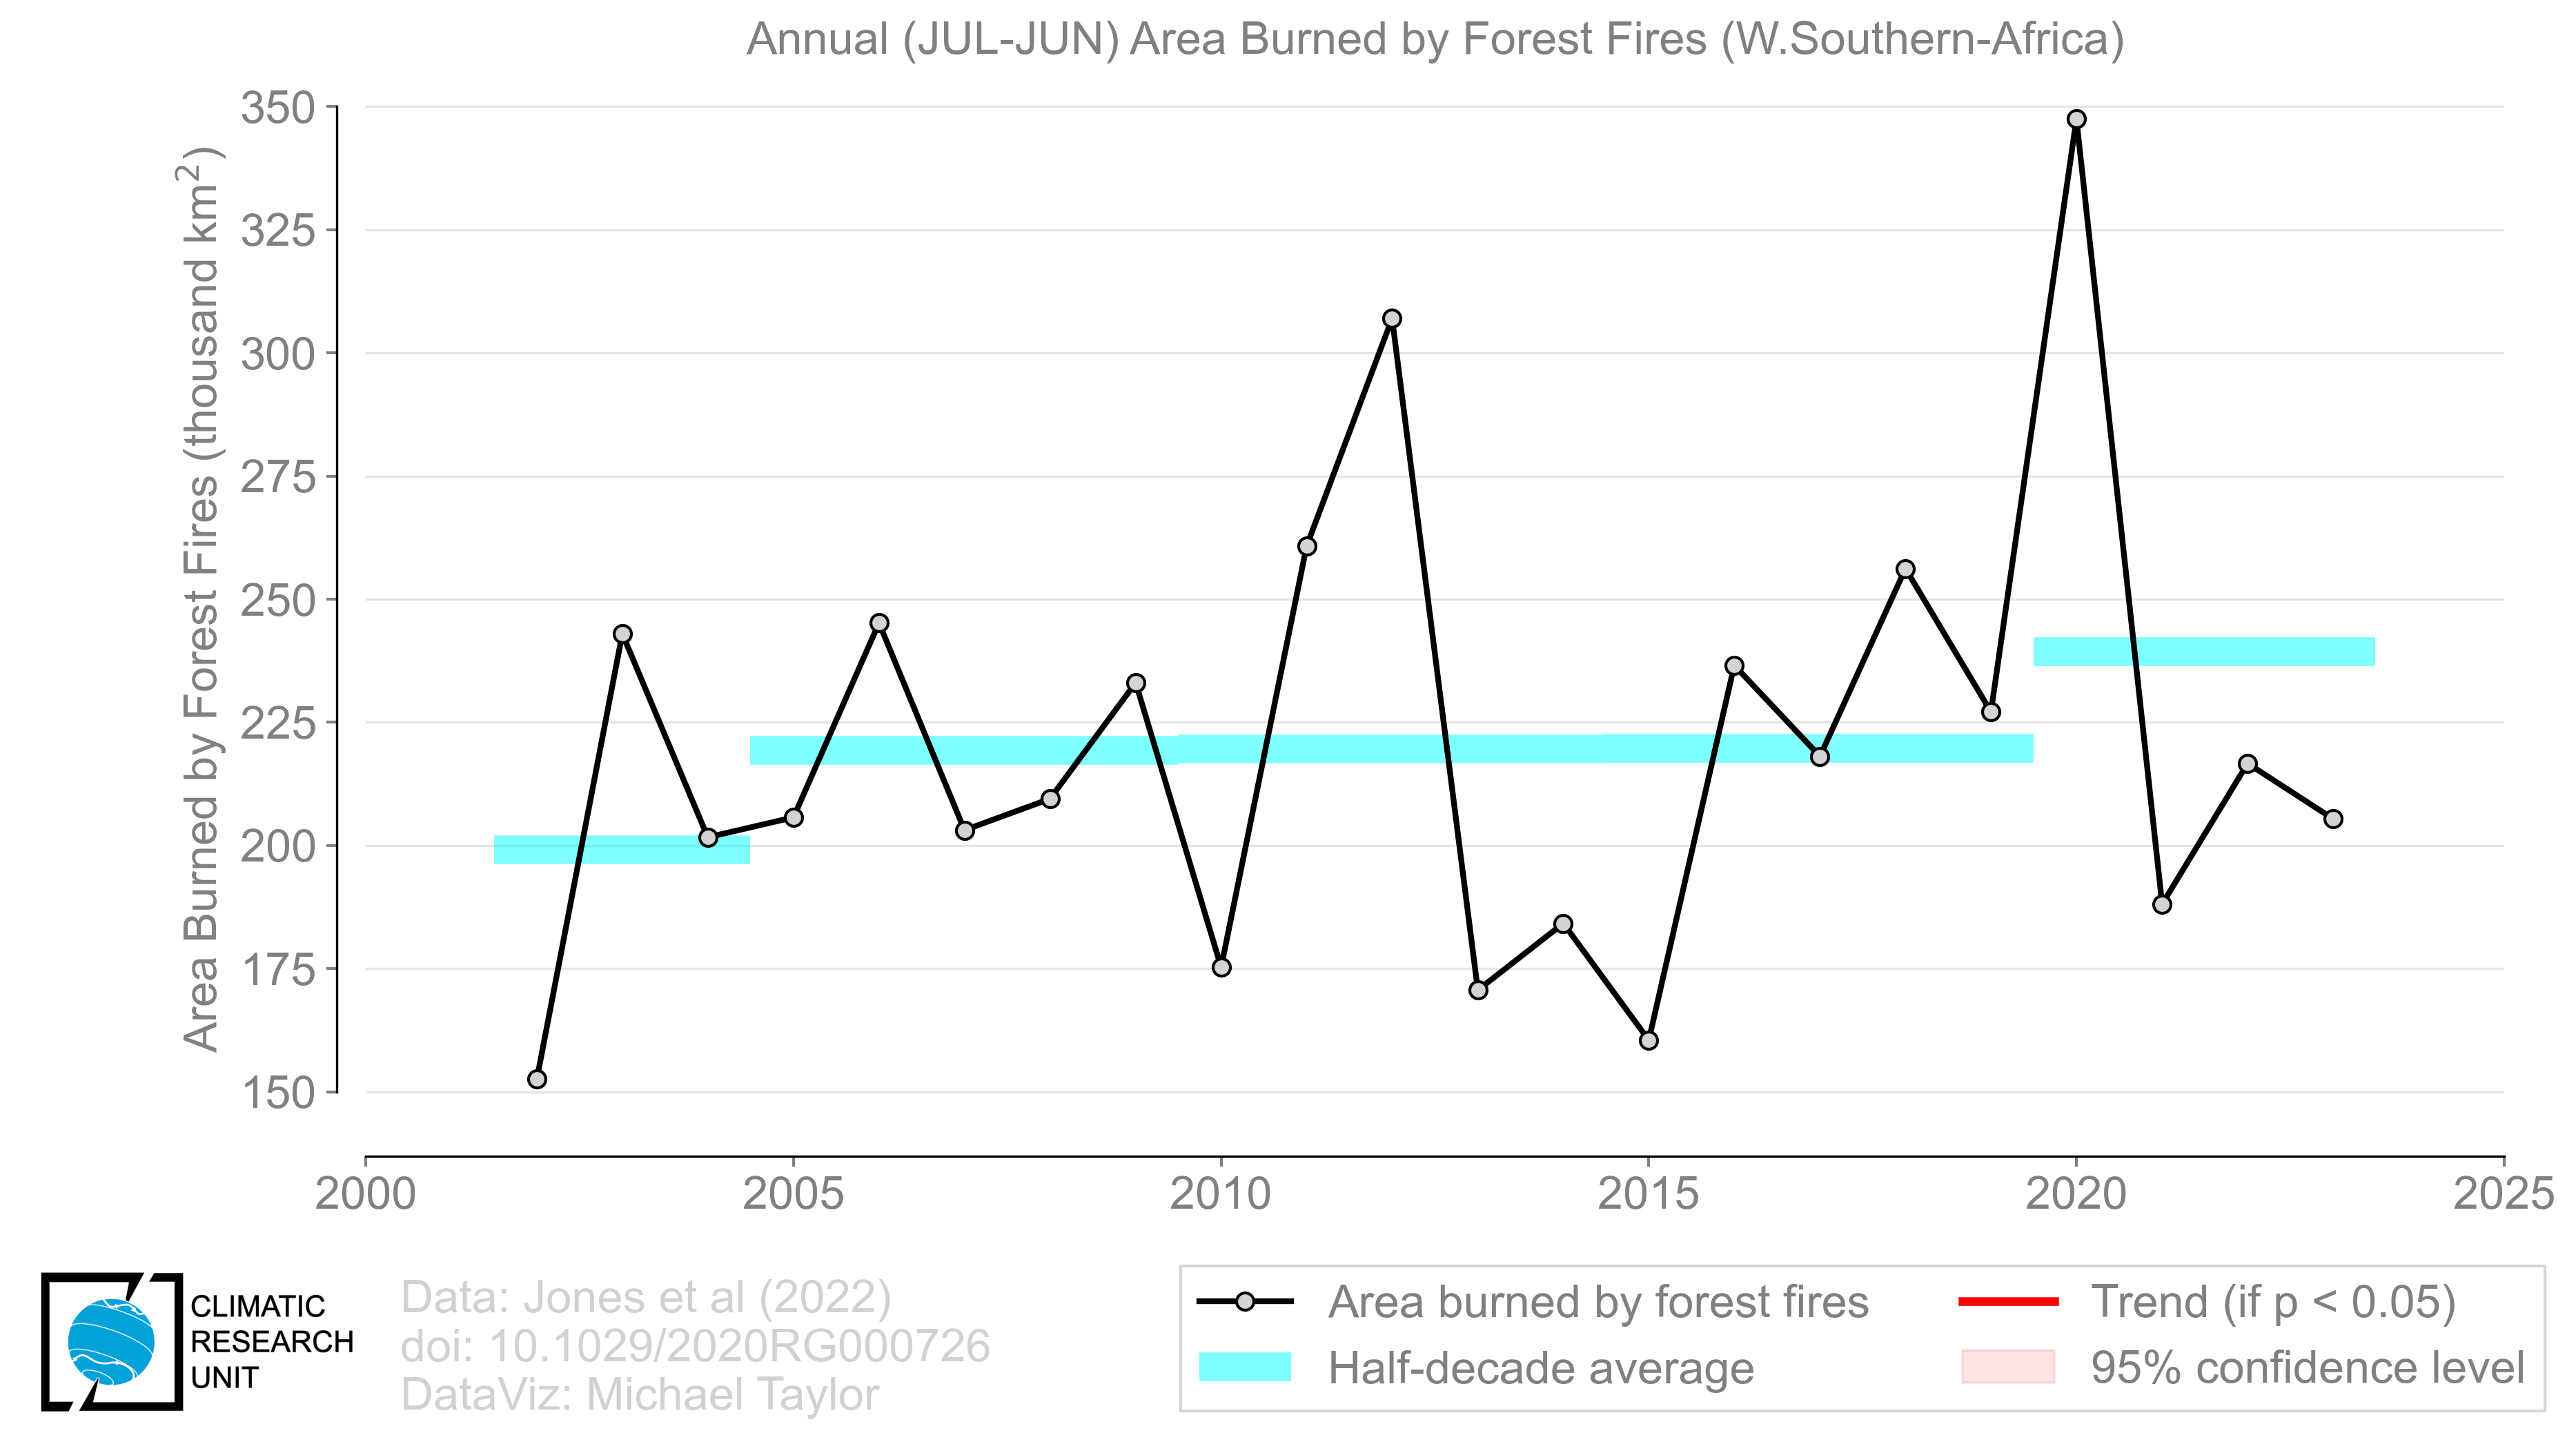 Annual (JUL-JUN) Area Burned by Forest Fires (W.Southern-Africa)
Area Burned by Forest Fires (thousand km²)
350
325
300
275
250
225
200
175
150
2000 2005 2010 2015 2020 2025
CLIMATIC
RESEARCH
UNIT
Data: Jones et al (2022)
doi: 10.1029/2020RG000726
DataViz: Michael Taylor
Area burned by forest fires
Half-decade average
Trend (if p < 0.05)
95% confidence level